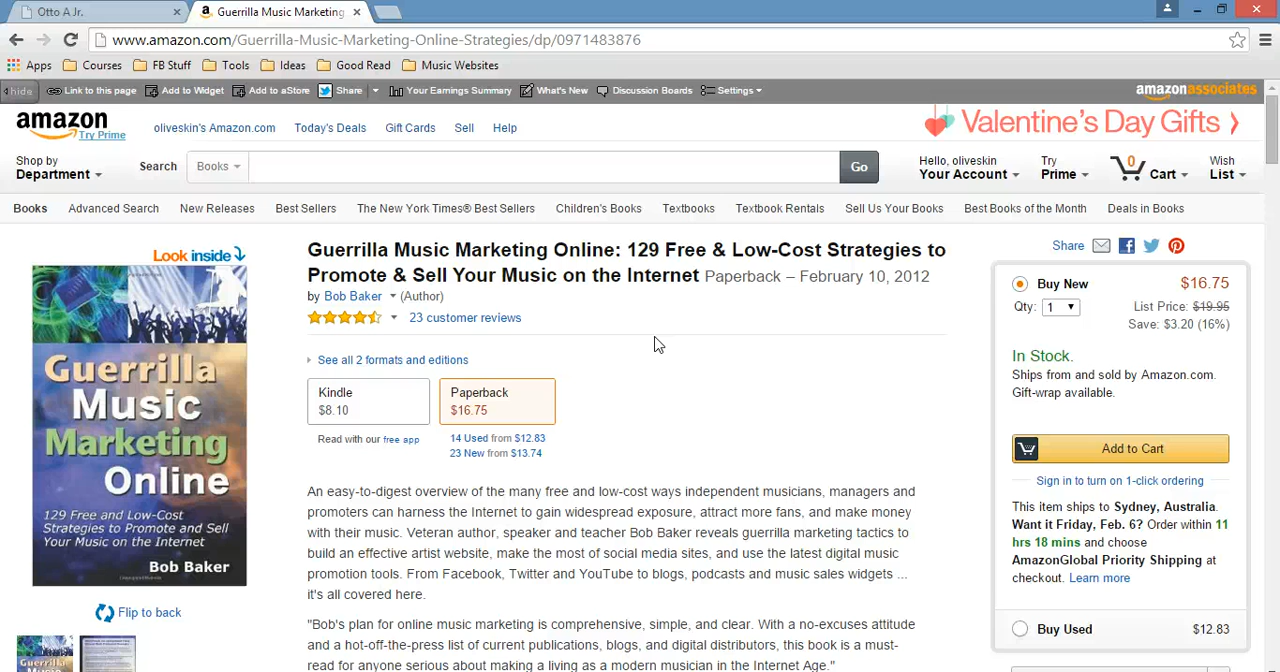 Otto A Jr.
Guerrilla Music Marketing
www.amazon.com/Guerrilla-Music-Marketing-Online-Strategies/dp/0971483876
Apps Courses FB Stuff Tools Ideas Good Read Music Websites
hide Link to this page Add to Widget Add to aStore Share Your Earnings Summary What's New Discussion Boards Settings amazonassociates
amazon
Try Prime
oliveskin's Amazon.com Today's Deals Gift Cards Sell Help
Valentine's Day Gifts
Shop by
Department
Search Books Go
Hello, oliveskin
Your Account
Try
Prime
0
Cart
Wish
List
Books Advanced Search New Releases Best Sellers The New York Times® Best Sellers Children's Books Textbooks Textbook Rentals Sell Us Your Books Best Books of the Month Deals in Books
Look inside
Guerrilla
Music
Marketing
Online
129 Free and Low-Cost
Strategies to Promote and Sell
Your Music on the Internet
Bob Baker
Flip to back
Guerrilla Music Marketing Online: 129 Free & Low-Cost Strategies to
Promote & Sell Your Music on the Internet Paperback – February 10, 2012
by Bob Baker (Author)
23 customer reviews
See all 2 formats and editions
Kindle
$8.10
Paperback
$16.75
Read with our free app
14 Used from $12.83
23 New from $13.74
An easy-to-digest overview of the many free and low-cost ways independent musicians, managers and
promoters can harness the Internet to gain widespread exposure, attract more fans, and make money
with their music. Veteran author, speaker and teacher Bob Baker reveals guerrilla marketing tactics to
build an effective artist website, make the most of social media sites, and use the latest digital music
promotion tools. From Facebook, Twitter and YouTube to blogs, podcasts and music sales widgets ...
it's all covered here.
"Bob's plan for online music marketing is comprehensive, simple, and clear. With a no-excuses attitude
and a hot-off-the-press list of current publications, blogs, and digital distributors, this book is a must-
read for anyone serious about making a living as a modern musician in the Internet Age."
Share
Buy New $16.75
Qty: 1 List Price: $19.95
Save: $3.20 (16%)
In Stock.
Ships from and sold by Amazon.com.
Gift-wrap available.
Add to Cart
Sign in to turn on 1-click ordering
This item ships to Sydney, Australia.
Want it Friday, Feb. 6? Order within 11
hrs 18 mins and choose
AmazonGlobal Priority Shipping at
checkout. Learn more
Buy Used $12.83